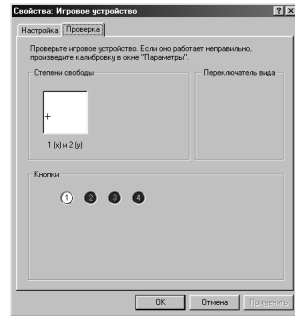 Свойства: Игровое устройство
Настройка Проверка
Проверьте игровое устройство. Если оно работает неправильно,
произведите калибровку в окне "Параметры".
Степени свободы
Переключатель вида
1 (x) и 2 (y)
Кнопки
1 2 3 4
OK Отмена Применить